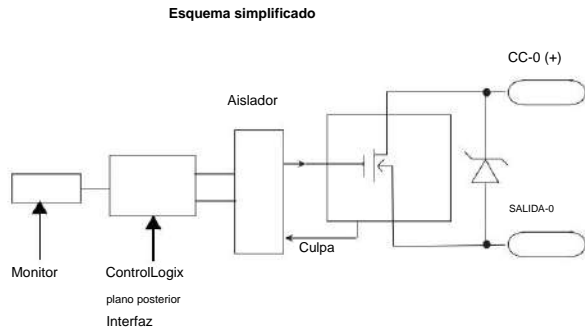 Esquema simplificado
CC-0 (+)
Aislador
SALIDA-0
Culpa
Monitor
ControlLogix
plano posterior
Interfaz